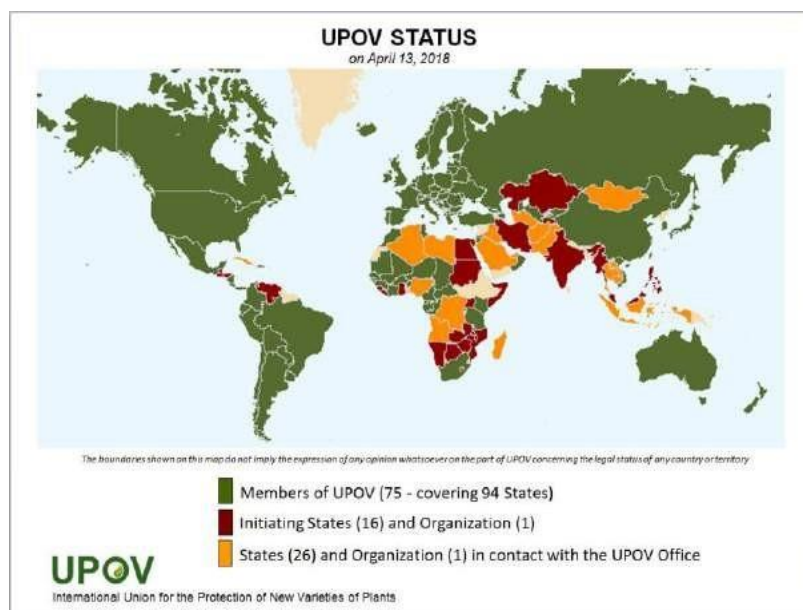 UPOV STATUS
on April 13, 2018
The boundaries shown on this map do not imply the expression of any opinion whatsoever on the part of UPOV concerning the legal status of any country or territory
Members of UPOV (75 - covering 94 States)
Initiating States (16) and Organization (1)
States (26) and Organization (1) in contact with the UPOV Office
UPOV
International Union for the Protection of New Varieties of Plants